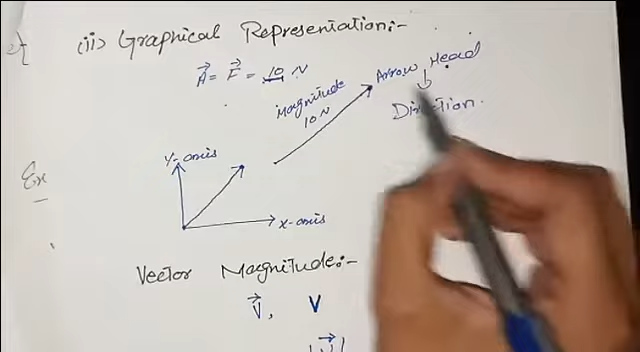 (ii) Graphical Representation:-
A⃗ = F⃗ = 10 N
Magnitude
10 N
Arrow Head
↓
Direction.
Y-axis
X-axis
Ex
Vector Magnitude:-
V⃗, V
|V⃗|